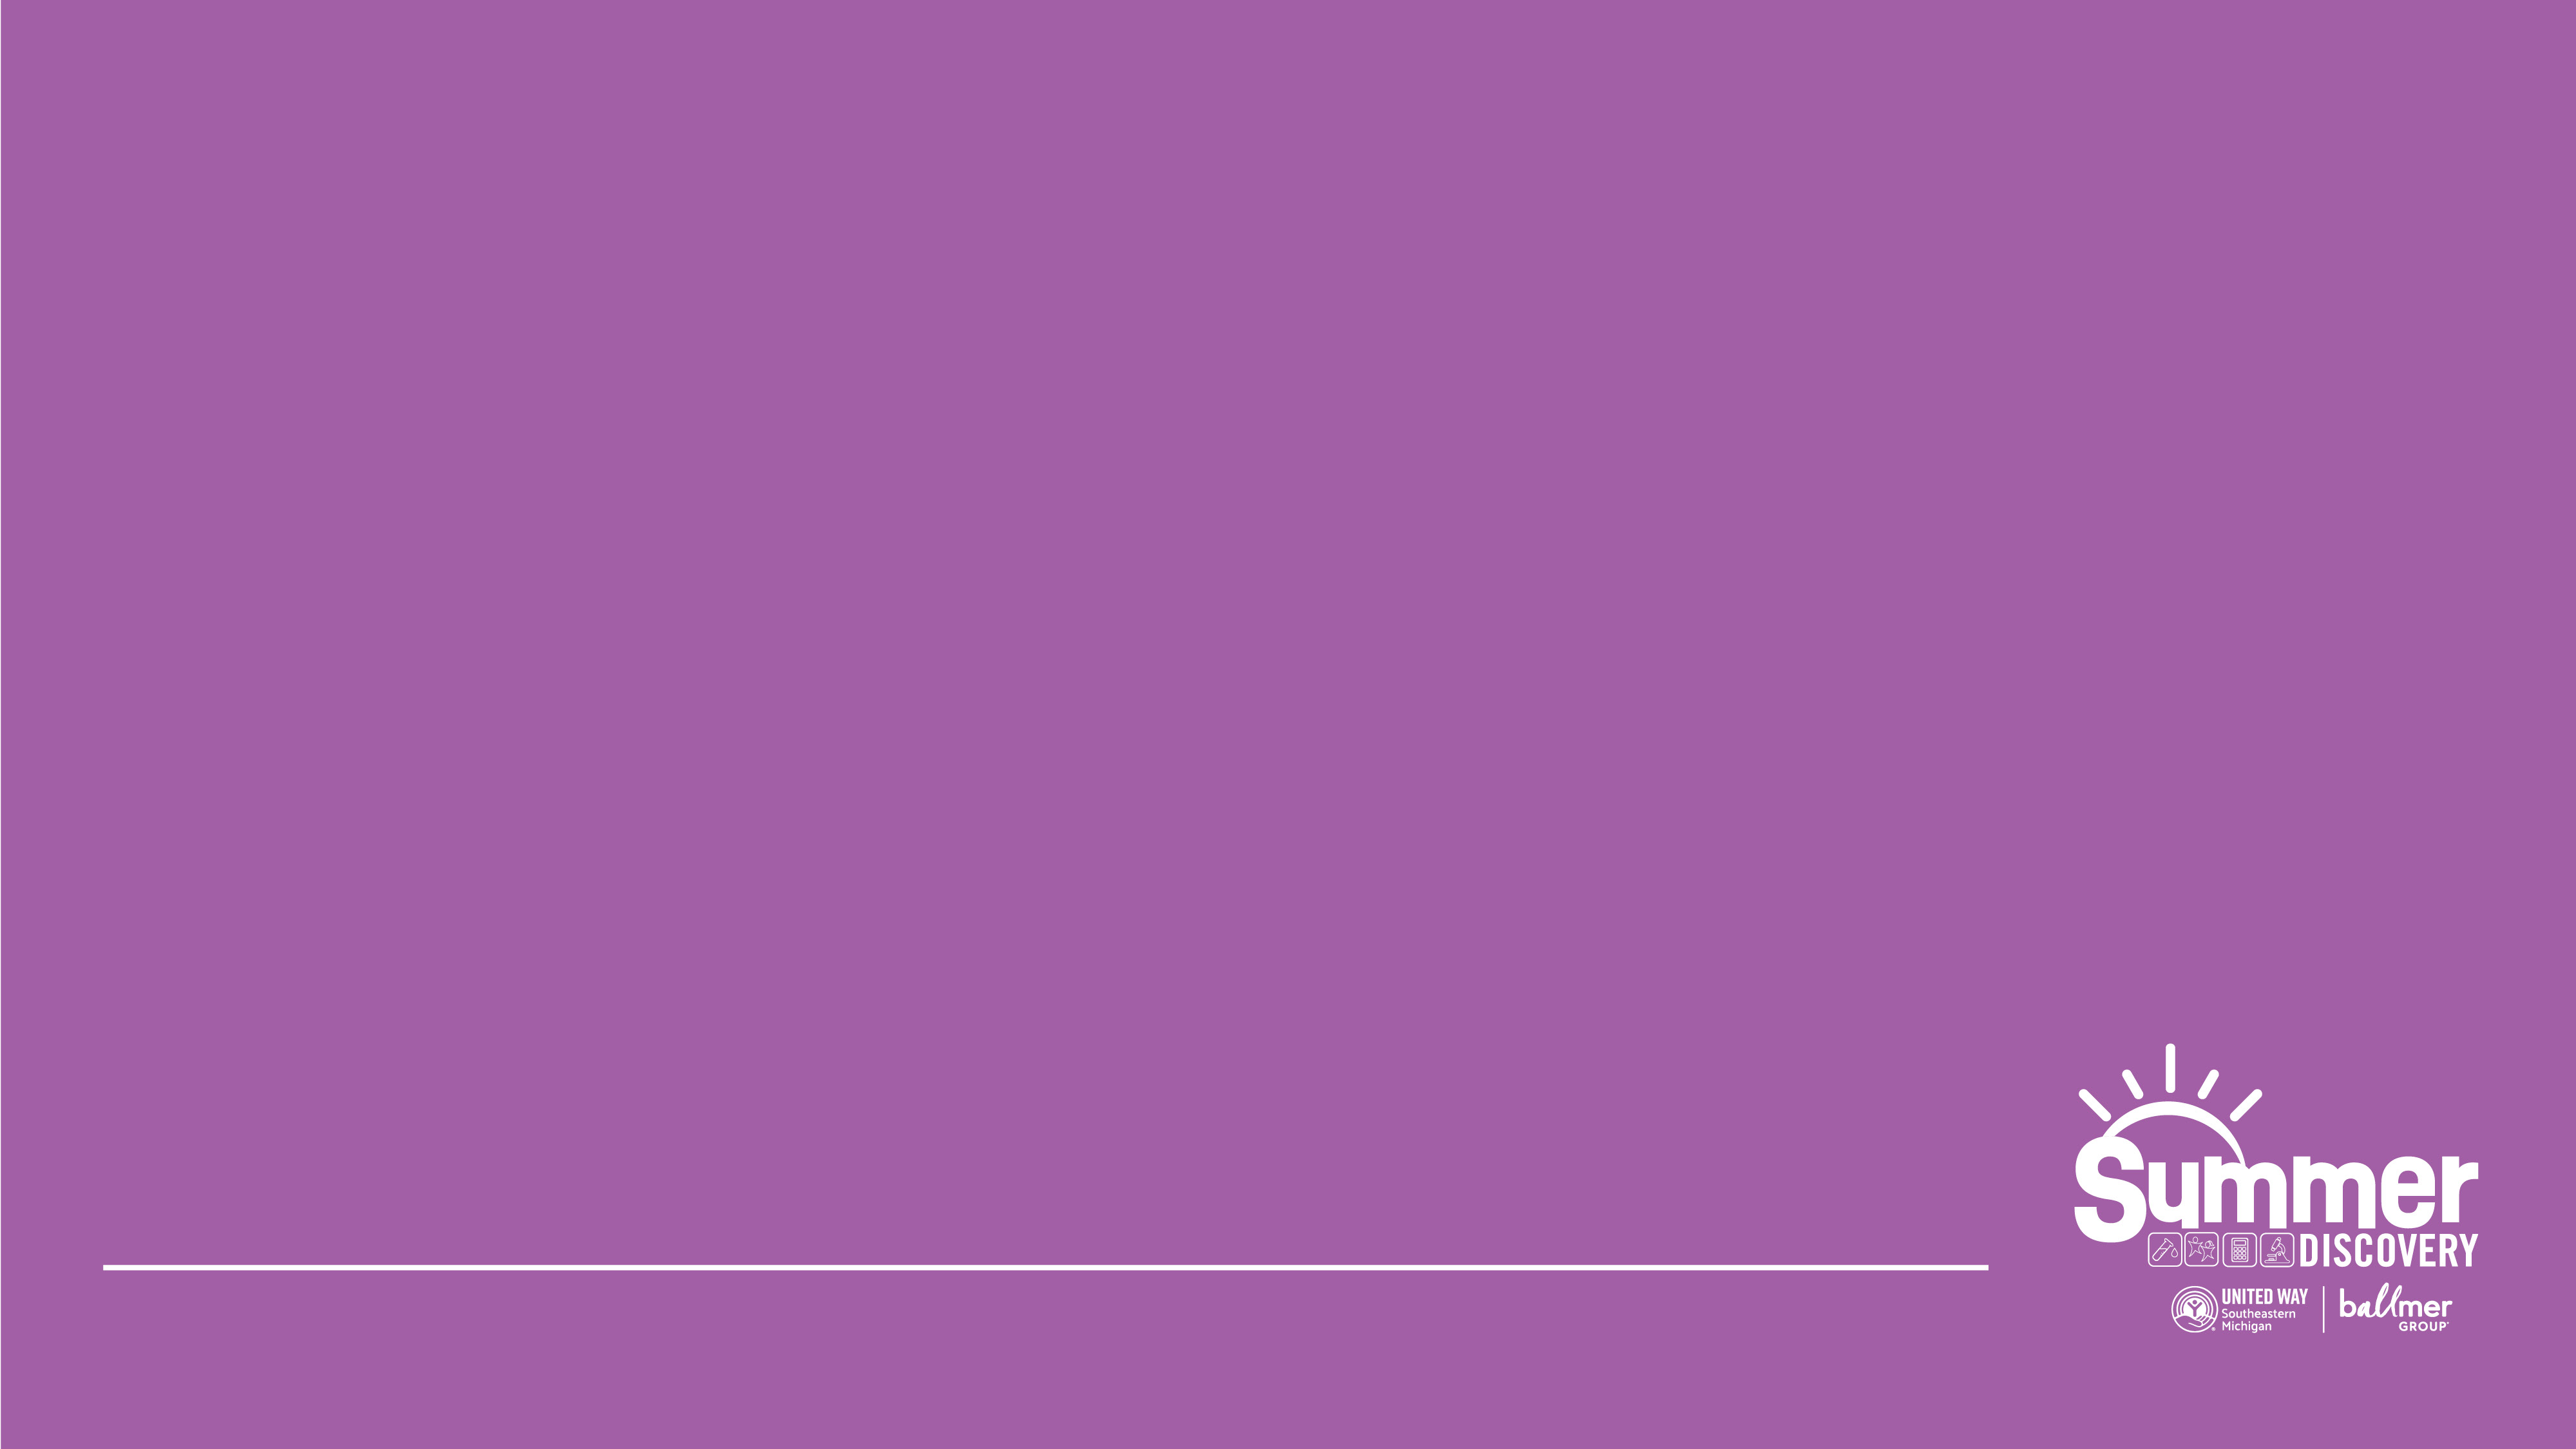 Summer
DISCOVERY
UNITED WAY
Southeastern
Michigan
ballmer
GROUP